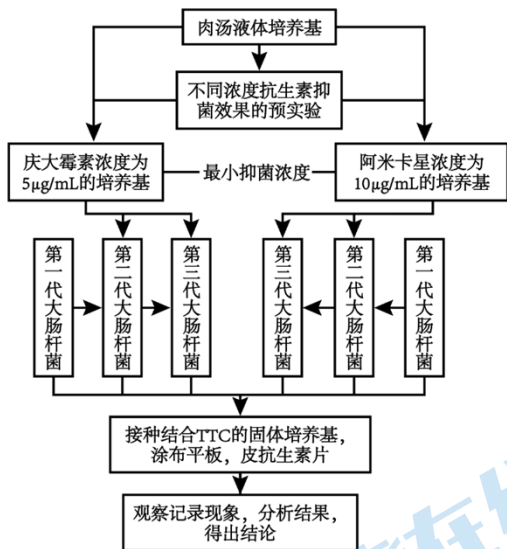 肉汤液体培养基
不同浓度抗生素抑
菌效果的预实验
庆大霉素浓度为
5μg/mL的培养基
最小抑菌浓度
阿米卡星浓度为
10μg/mL的培养基
第一代大肠杆菌
第二代大肠杆菌
第三代大肠杆菌
第三代大肠杆菌
第二代大肠杆菌
第一代大肠杆菌
接种结合TTC的固体培养基，
涂布平板，皮抗生素片
观察记录现象，分析结果，
得出结论